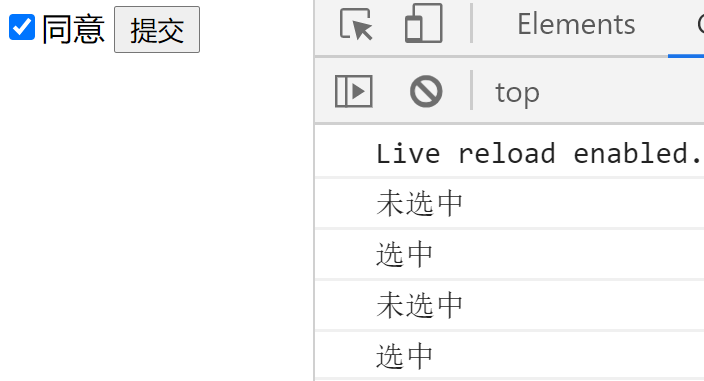 同意 提交
Elements
top
Live reload enabled.
未选中
选中
未选中
选中